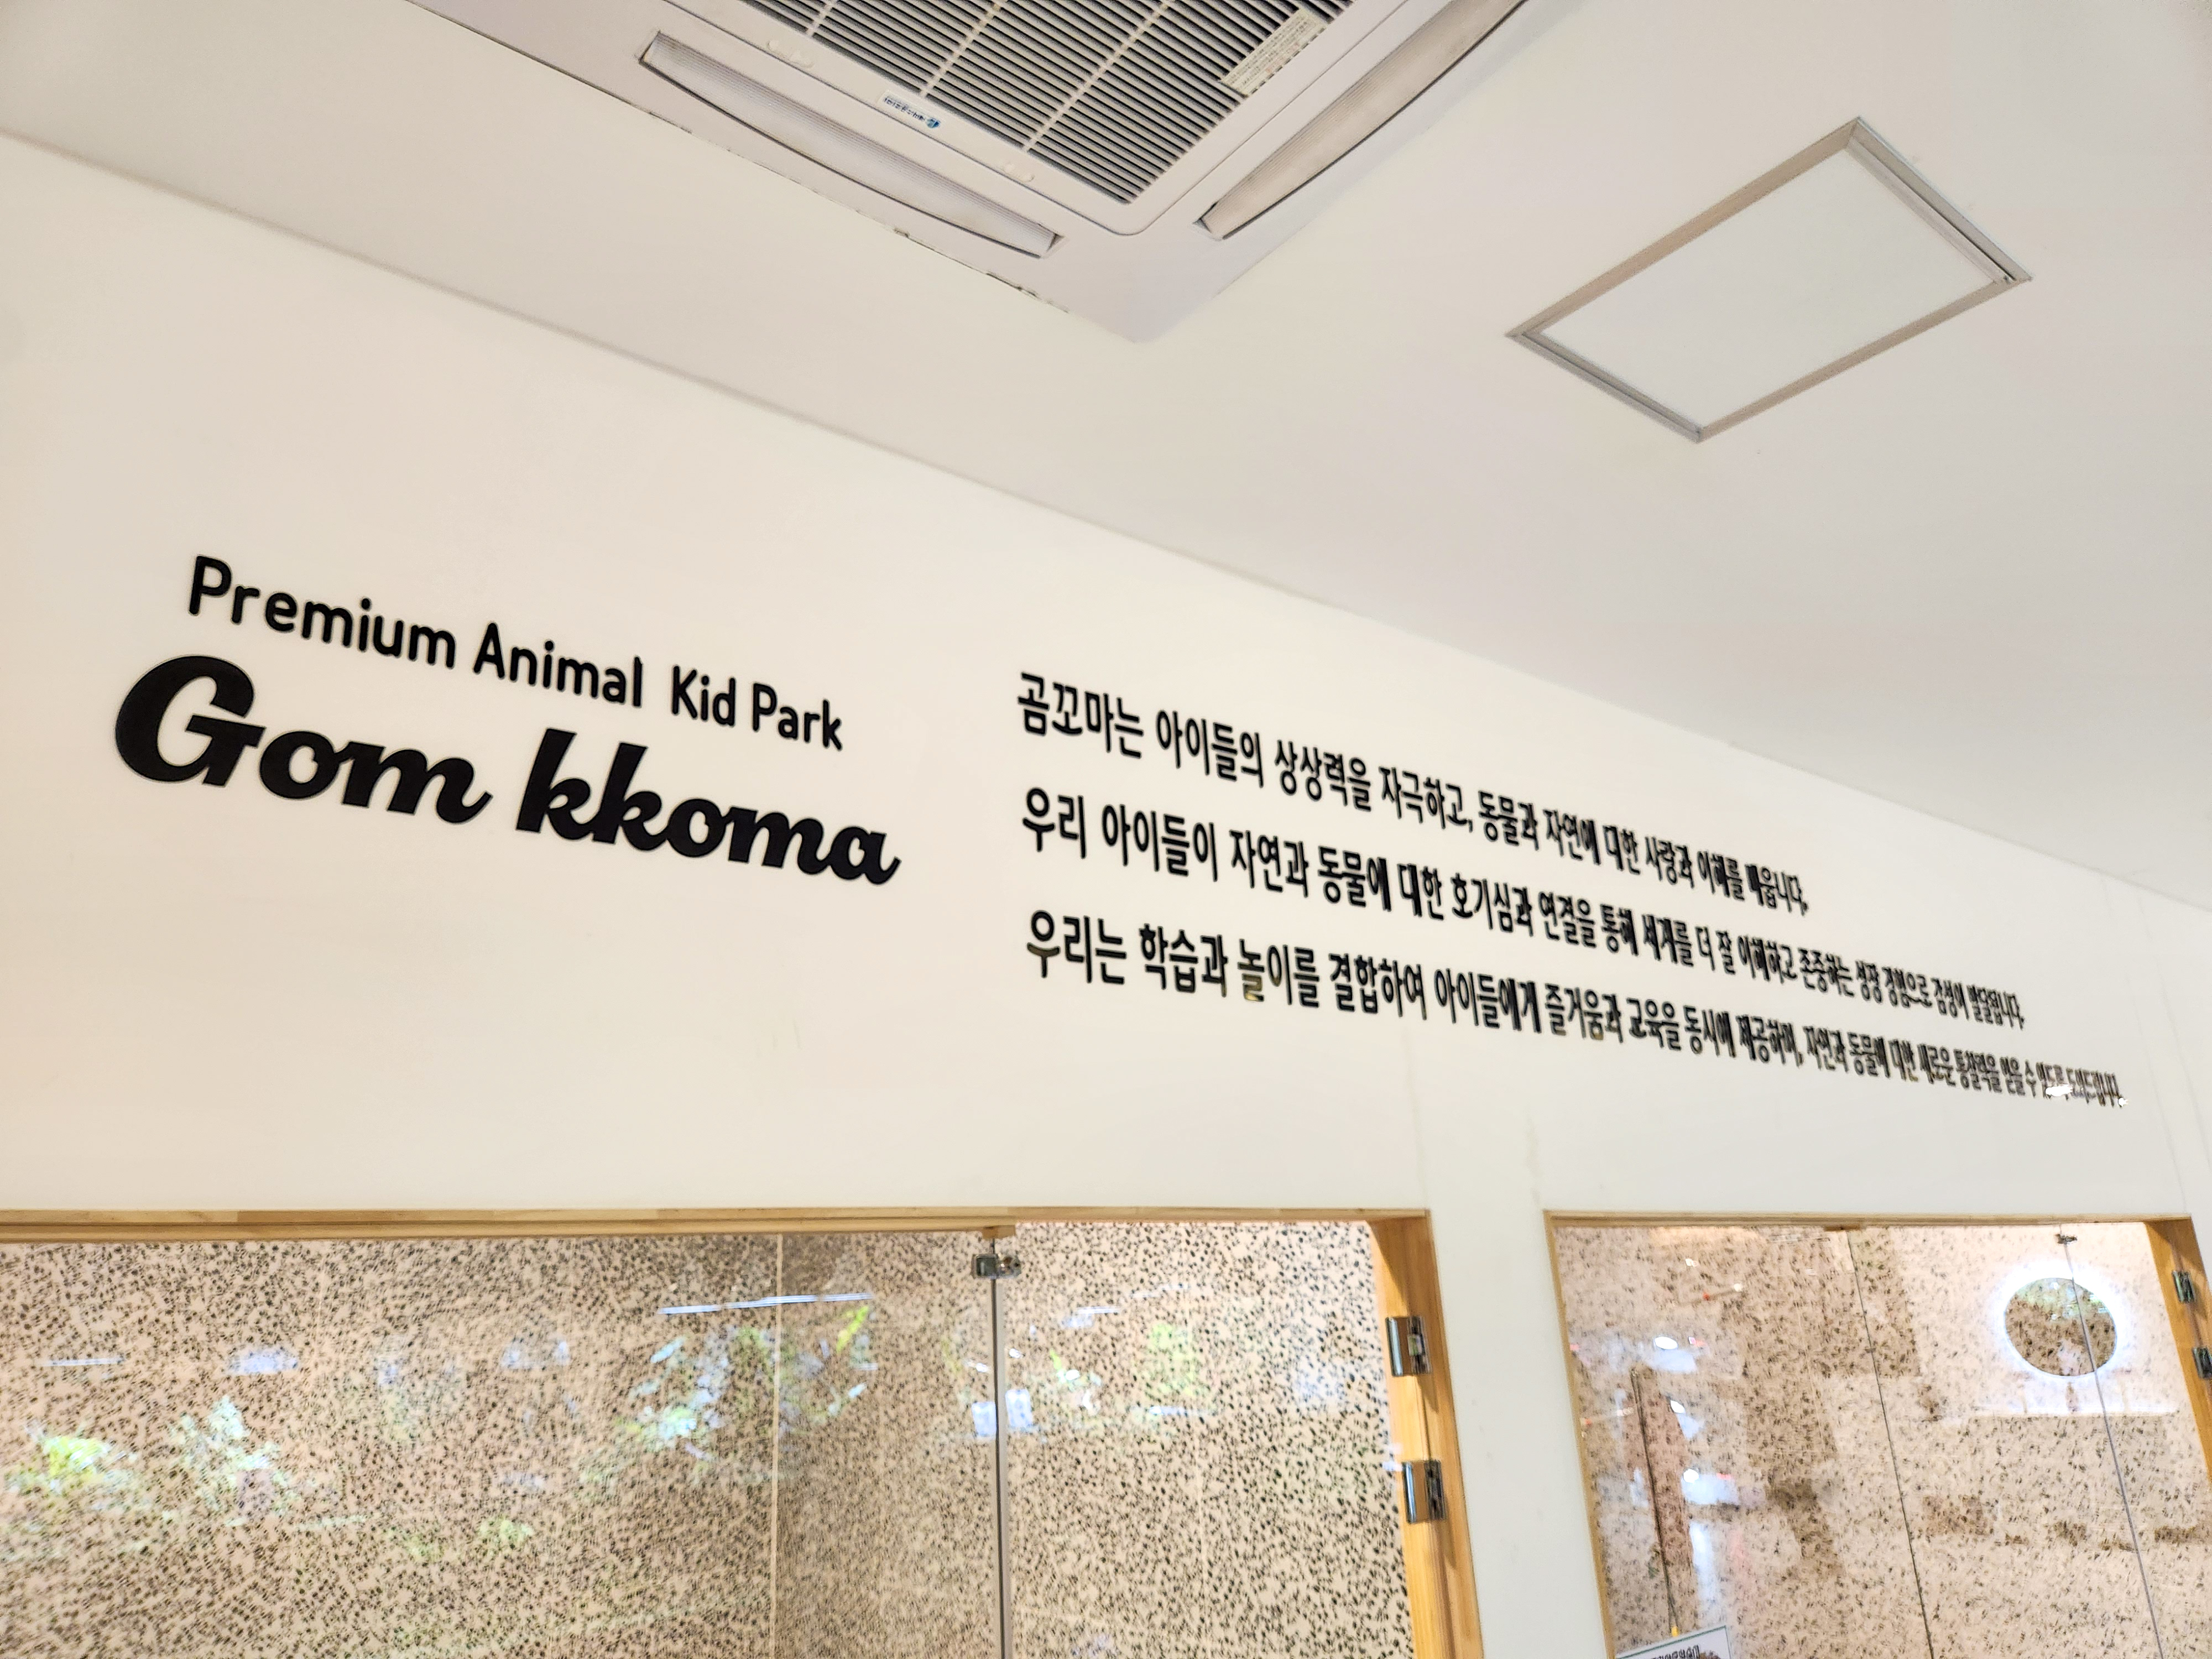 Premium Animal Kid Park
Gom kkoma
곰꼬마는 아이들의 상상력을 자극하고, 동물과 자연에 대한 사랑과 이해를 배웁니다.
우리 아이들이 자연과 동물에 대한 호기심과 연결을 통해 세계를 더 잘 이해하고 존중하는 성장 경험으로 감성이 발달됩니다.
우리는 학습과 놀이를 결합하여 아이들에게 즐거움과 교육을 동시에 제공하며, 자연과 동물에 대한 새로운 통찰력을 얻을 수 있도록 도와드립니다.